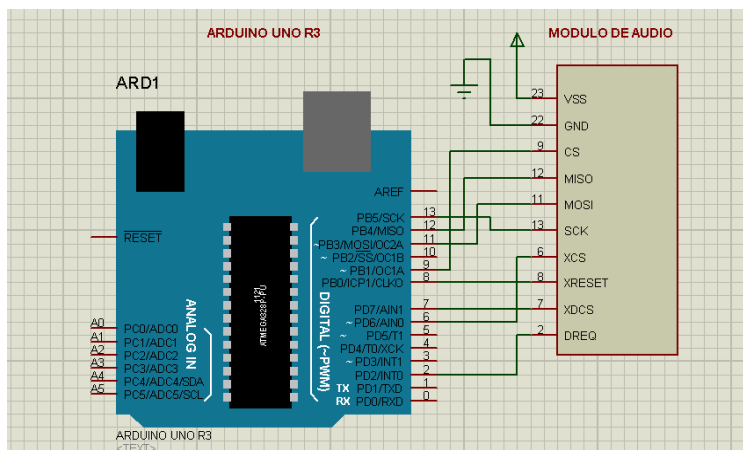 ARDUINO UNO R3
MODULO DE AUDIO
ARD1
RESET
AREF
PB5/SCK 13
PB4/MISO 12
~PB3/MOSI/OC2A 11
~ PB2/SS/OC1B 10
~ PB1/OC1A 9
PB0/ICP1/CLKO 8
PD7/AIN1 7
~ PD6/AIN0 6
~ PD5/T1 5
PD4/T0/XCK 4
~ PD3/INT1 3
PD2/INT0 2
TX PD1/TXD 1
RX PD0/RXD 0
DIGITAL (~PWM)
ATMEGA328P-PU
1121
ANALOG IN
A0 PC0/ADC0
A1 PC1/ADC1
A2 PC2/ADC2
A3 PC3/ADC3
A4 PC4/ADC4/SDA
A5 PC5/ADC5/SCL
ARDUINO UNO R3
<TEXT>
23 VSS
22 GND
9 CS
12 MISO
11 MOSI
13 SCK
6 XCS
8 XRESET
7 XDCS
2 DREQ